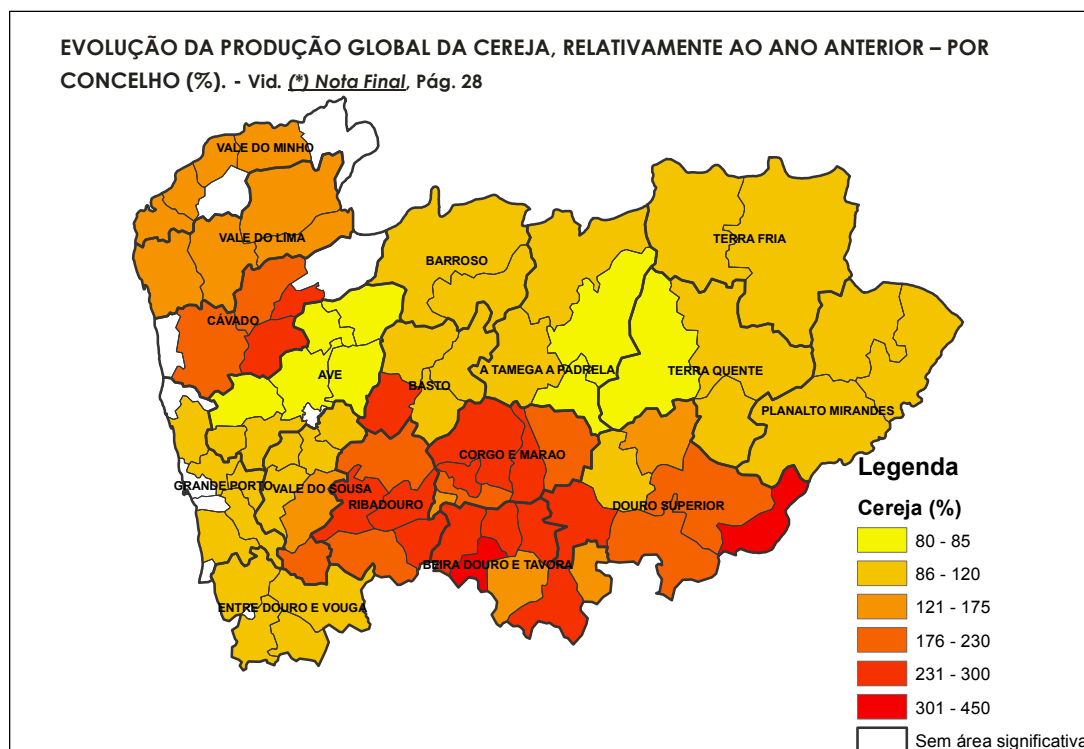 EVOLUÇÃO DA PRODUÇÃO GLOBAL DA CEREJA, RELATIVAMENTE AO ANO ANTERIOR – POR
CONCELHO (%). - Vid. (*) Nota Final, Pág. 28
VALE DO MINHO
VALE DO LIMA
TERRA FRIA
BARROSO
CÁVADO
AVE
BASTO
A TAMEGA A PADRELA
TERRA QUENTE
PLANALTO MIRANDES
CORGO E MARAO
GRANDE PORTO
VALE DO SOUSA
RIBADOURO
DOURO SUPERIOR
BEIRA DOURO E TAVORA
ENTRE DOURO E VOUGA
Legenda
Cereja (%)
80 - 85
86 - 120
121 - 175
176 - 230
231 - 300
301 - 450
Sem área significativa